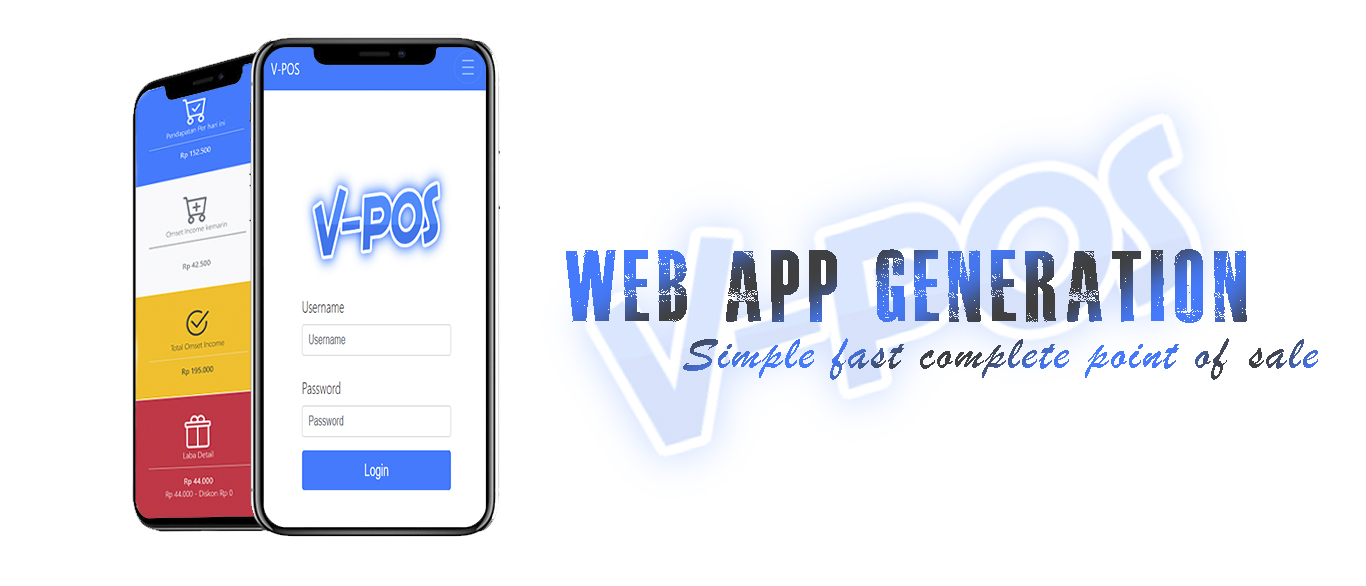 Pendapatan Per hari ini
Rp 152.500
Omset Income kemarin
Rp 42.500
Total Omset Income
Rp 195.000
Laba Detail
Rp 44.000
Rp 44.000 - Diskon Rp 0
V-POS
V-POS
Username
Username
Password
Password
Login
V-POS
WEB APP GENERATION
Simple fast complete point of sale